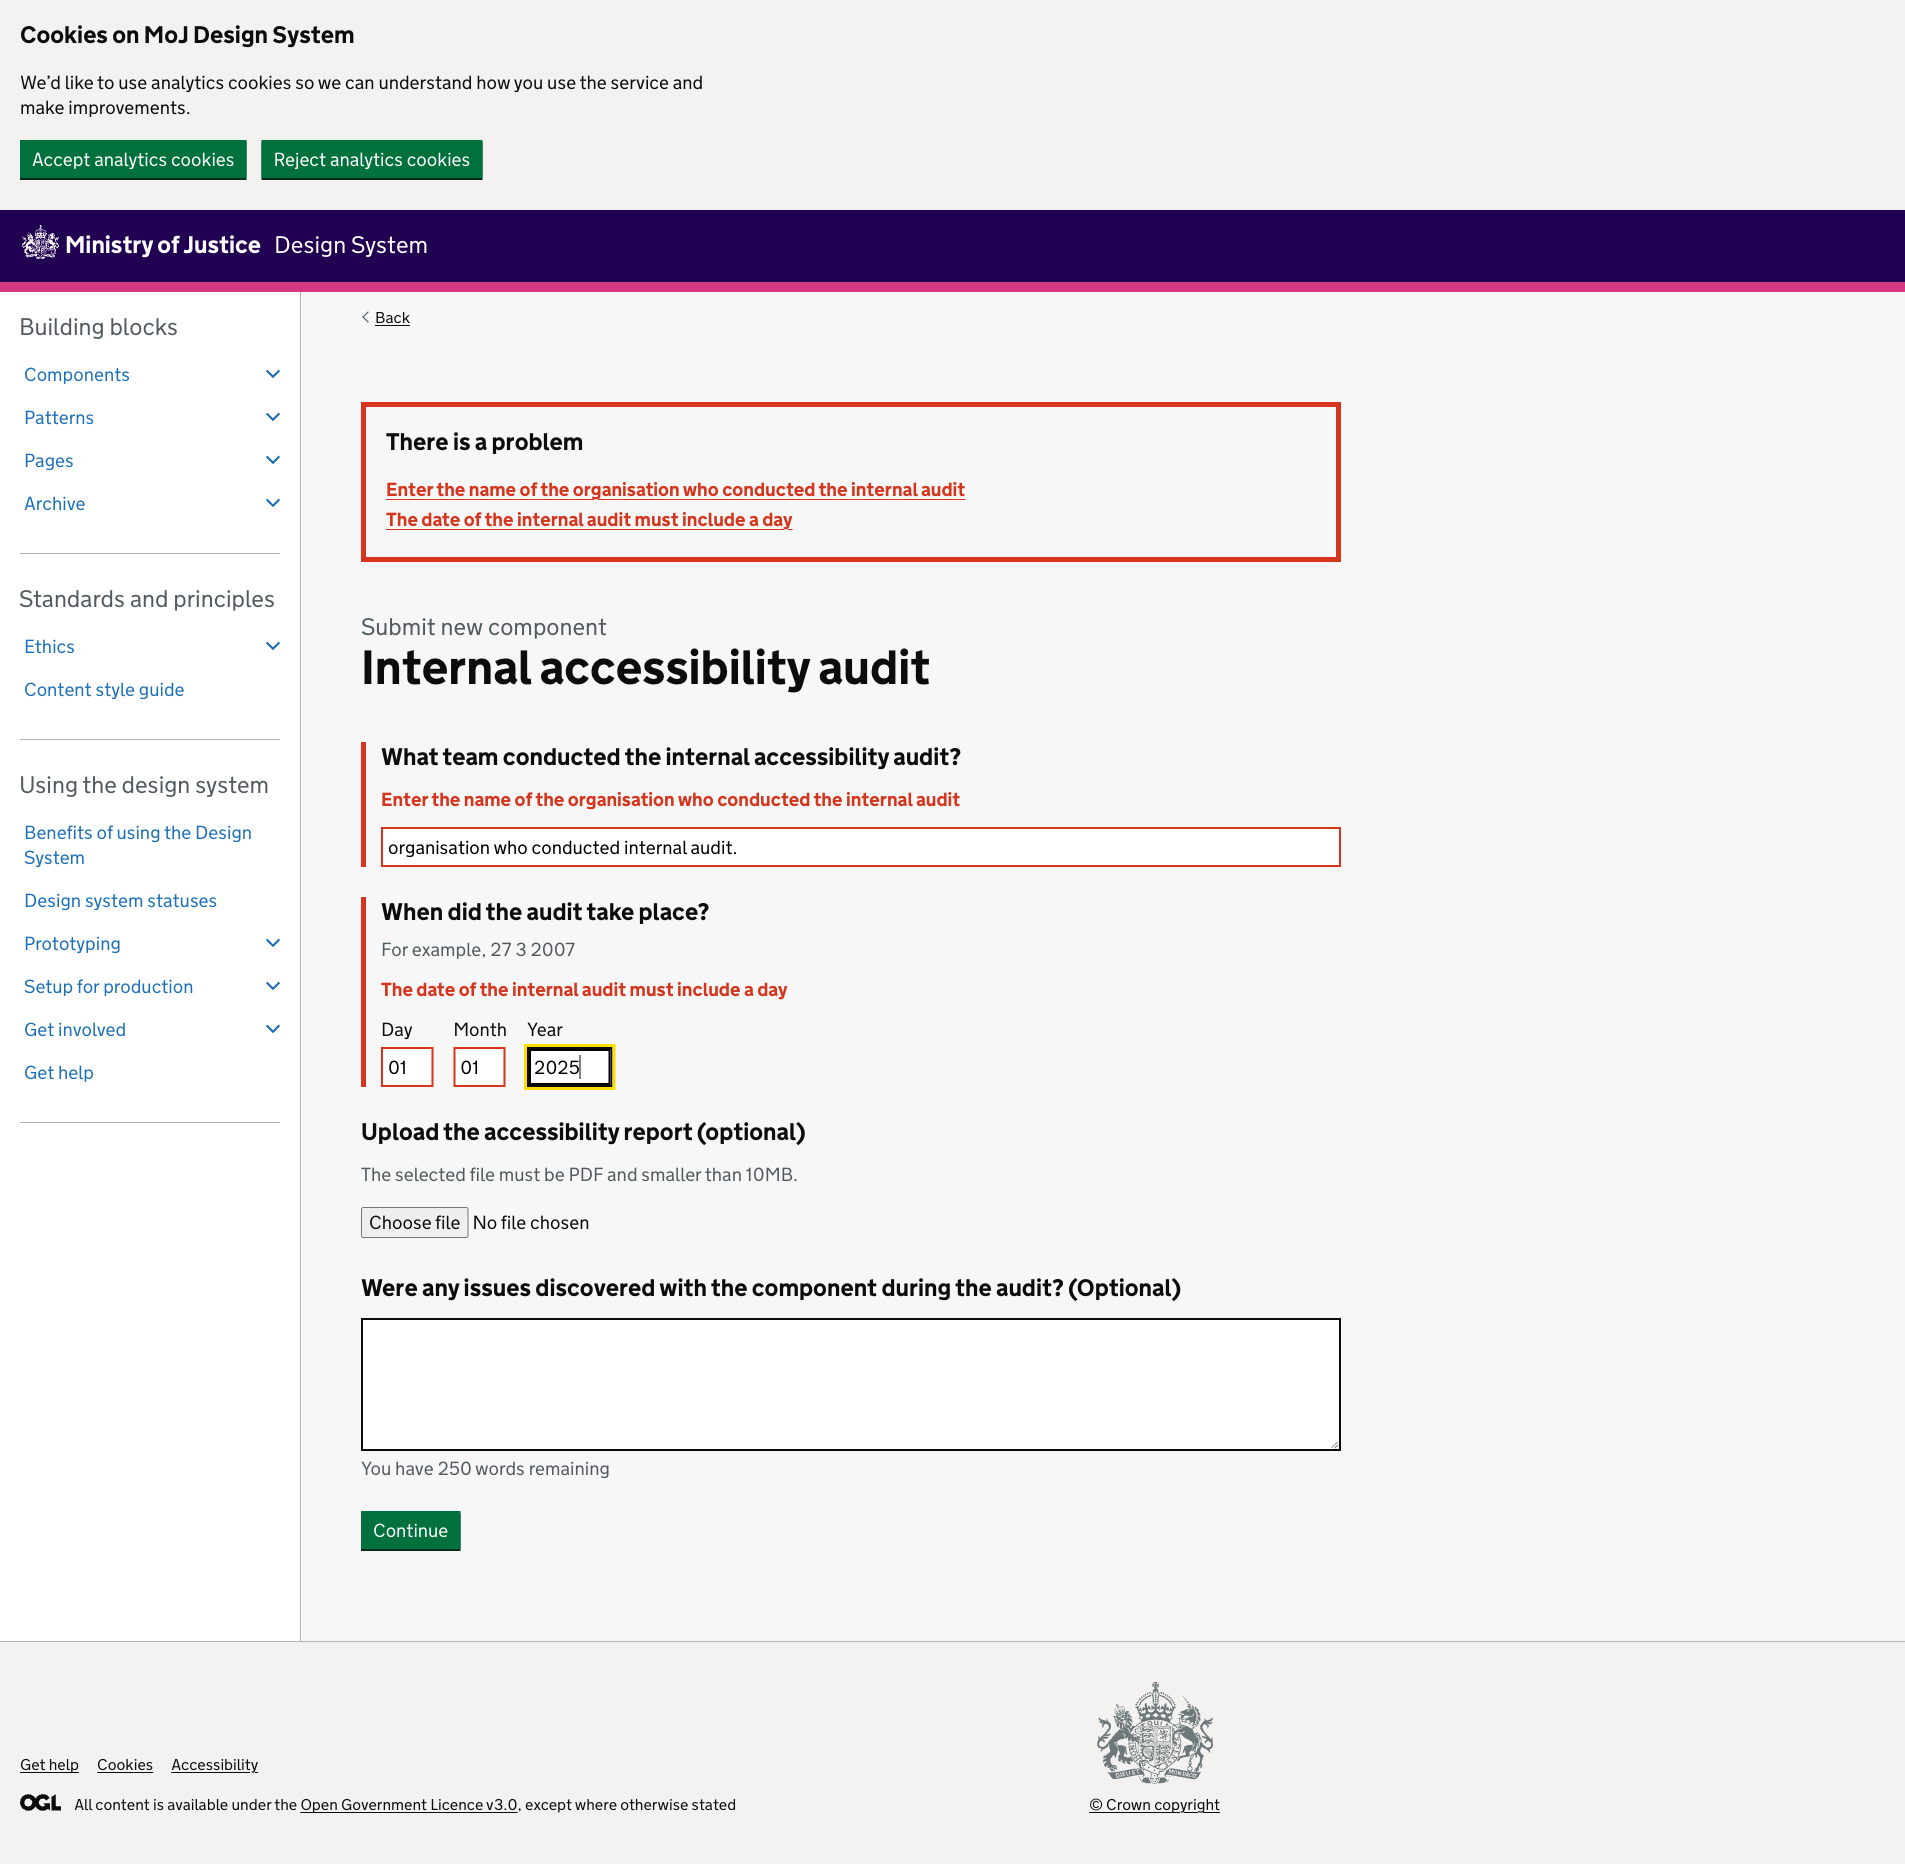 Cookies on MoJ Design System
We’d like to use analytics cookies so we can understand how you use the service and
make improvements.
Accept analytics cookies
Reject analytics cookies
Ministry of Justice Design System
Building blocks
Components
Patterns
Pages
Archive
Standards and principles
Ethics
Content style guide
Using the design system
Benefits of using the Design
System
Design system statuses
Prototyping
Setup for production
Get involved
Get help
Back
There is a problem
Enter the name of the organisation who conducted the internal audit
The date of the internal audit must include a day
Submit new component
Internal accessibility audit
What team conducted the internal accessibility audit?
Enter the name of the organisation who conducted the internal audit
organisation who conducted internal audit.
When did the audit take place?
For example, 27 3 2007
The date of the internal audit must include a day
Day Month Year
01 01 2025
Upload the accessibility report (optional)
The selected file must be PDF and smaller than 10MB.
Choose file No file chosen
Were any issues discovered with the component during the audit? (Optional)
You have 250 words remaining
Continue
Get help Cookies Accessibility
OGL All content is available under the Open Government Licence v3.0, except where otherwise stated
© Crown copyright